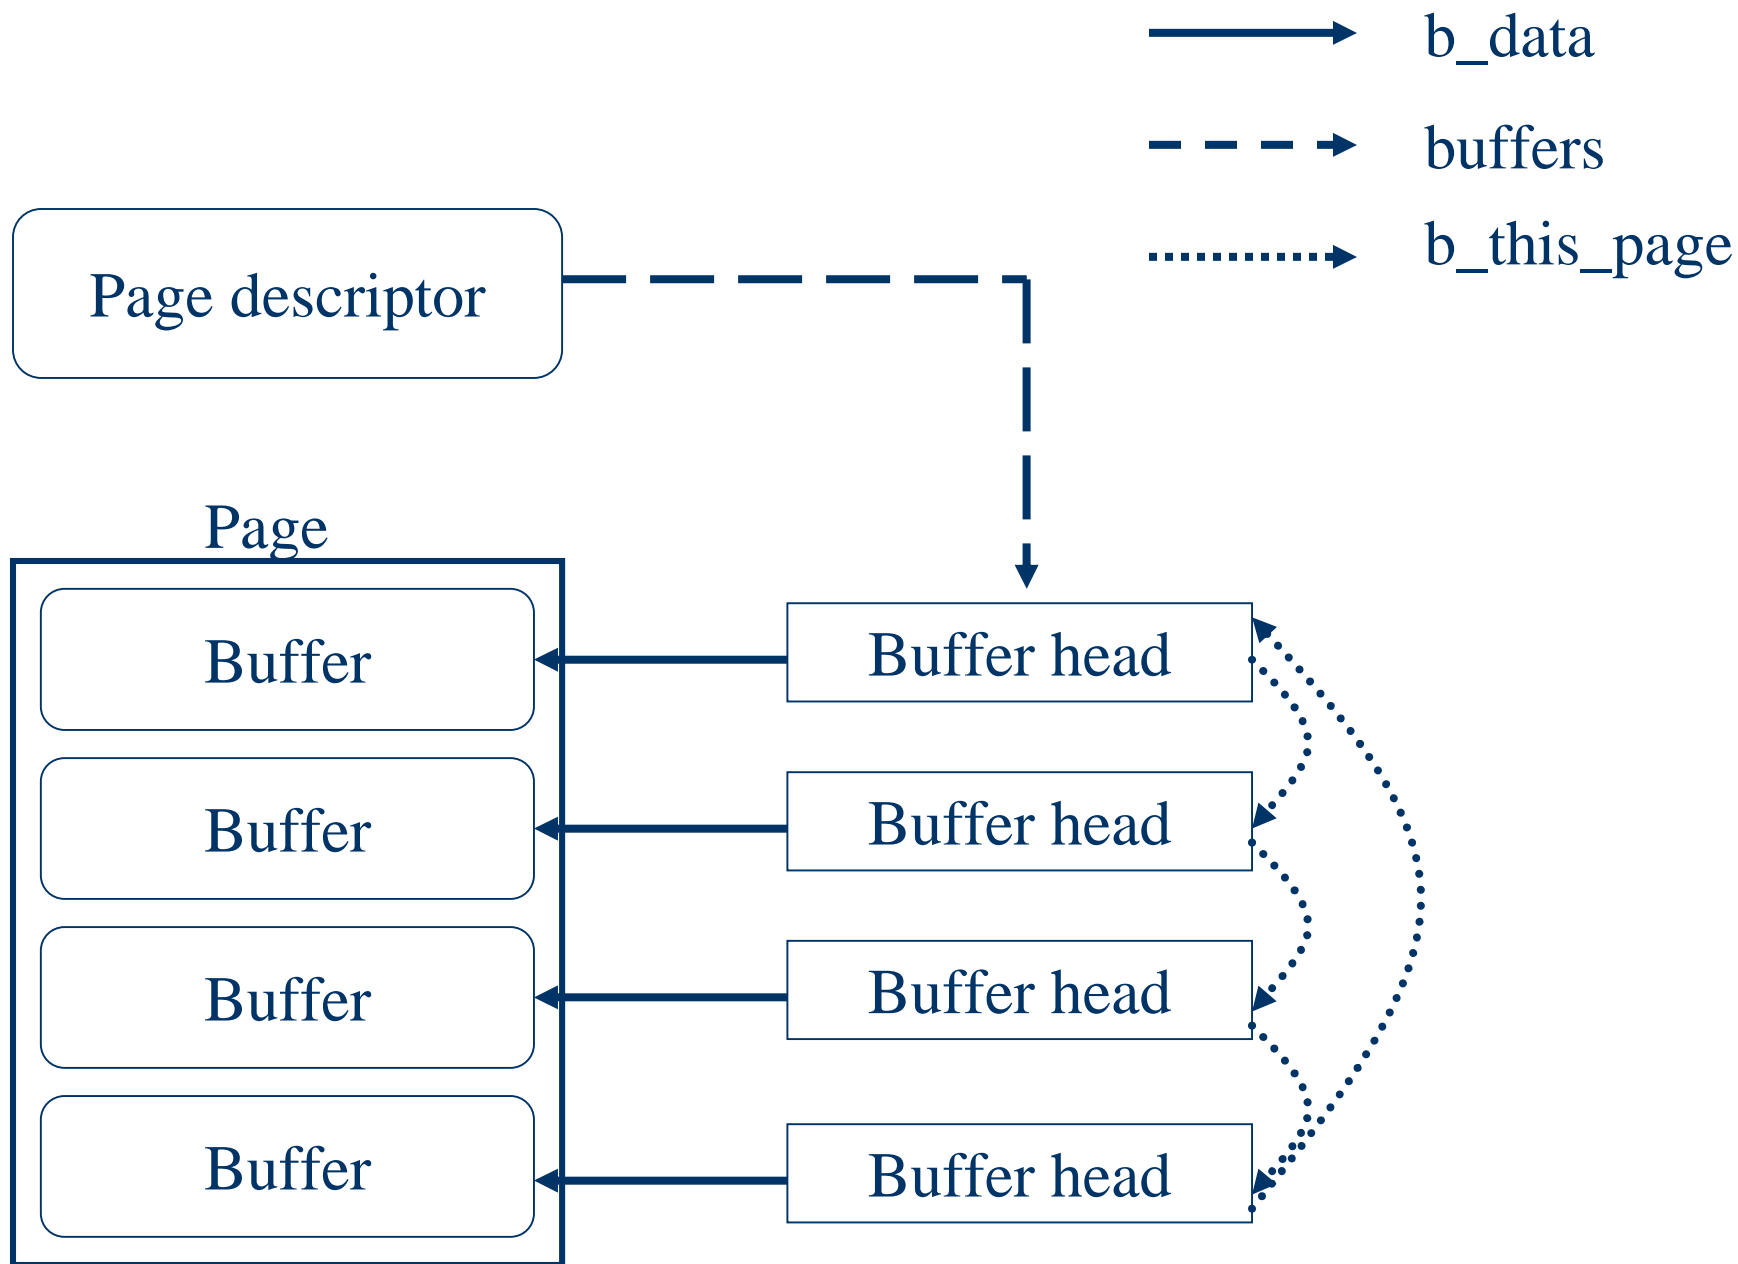 b_data
buffers
b_this_page
Page descriptor
Page
Buffer
Buffer head
Buffer
Buffer head
Buffer
Buffer head
Buffer
Buffer head